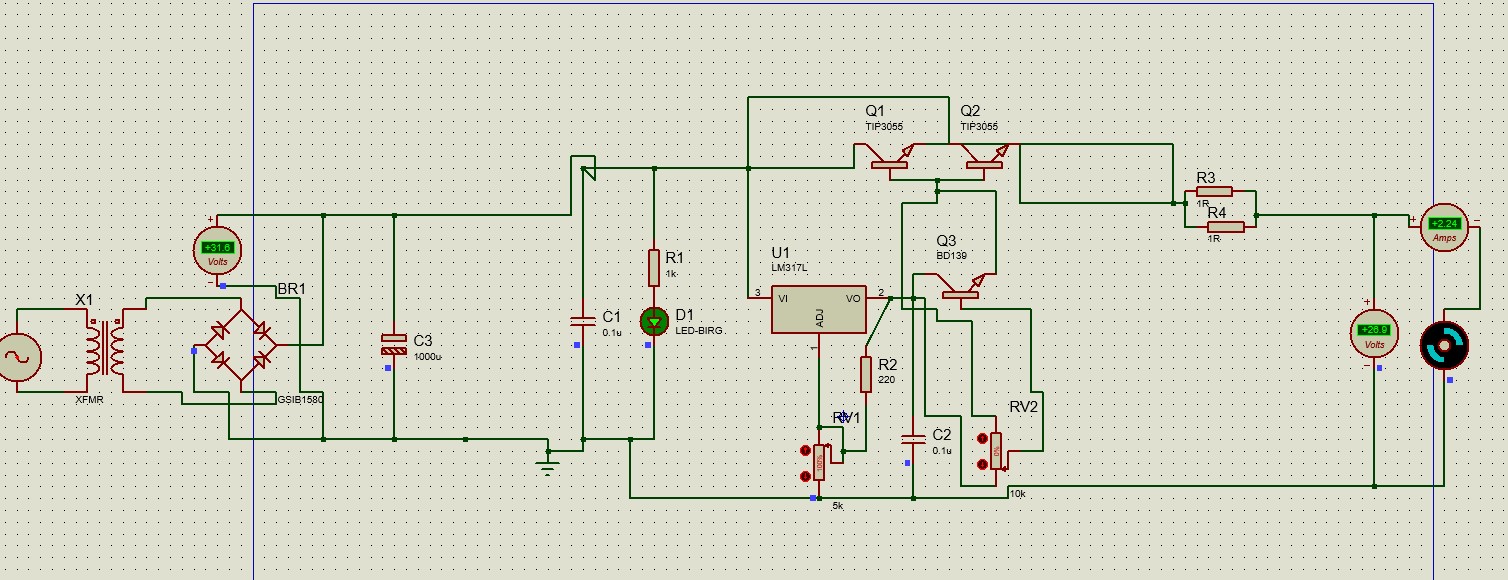 Q1
TIP3055
Q2
TIP3055
R3
1R
R4
1R
+2.24
Amps
+31.6
Volts
BR1
GSIB1580
X1
XFMR
C3
1000u
C1
0.1u
R1
1k
D1
LED-BIRG
U1
LM317L
3
VI
VO
2
ADJ
1
Q3
BD139
R2
220
RV1
100%
5k
C2
0.1u
RV2
0%
10k
+26.9
Volts